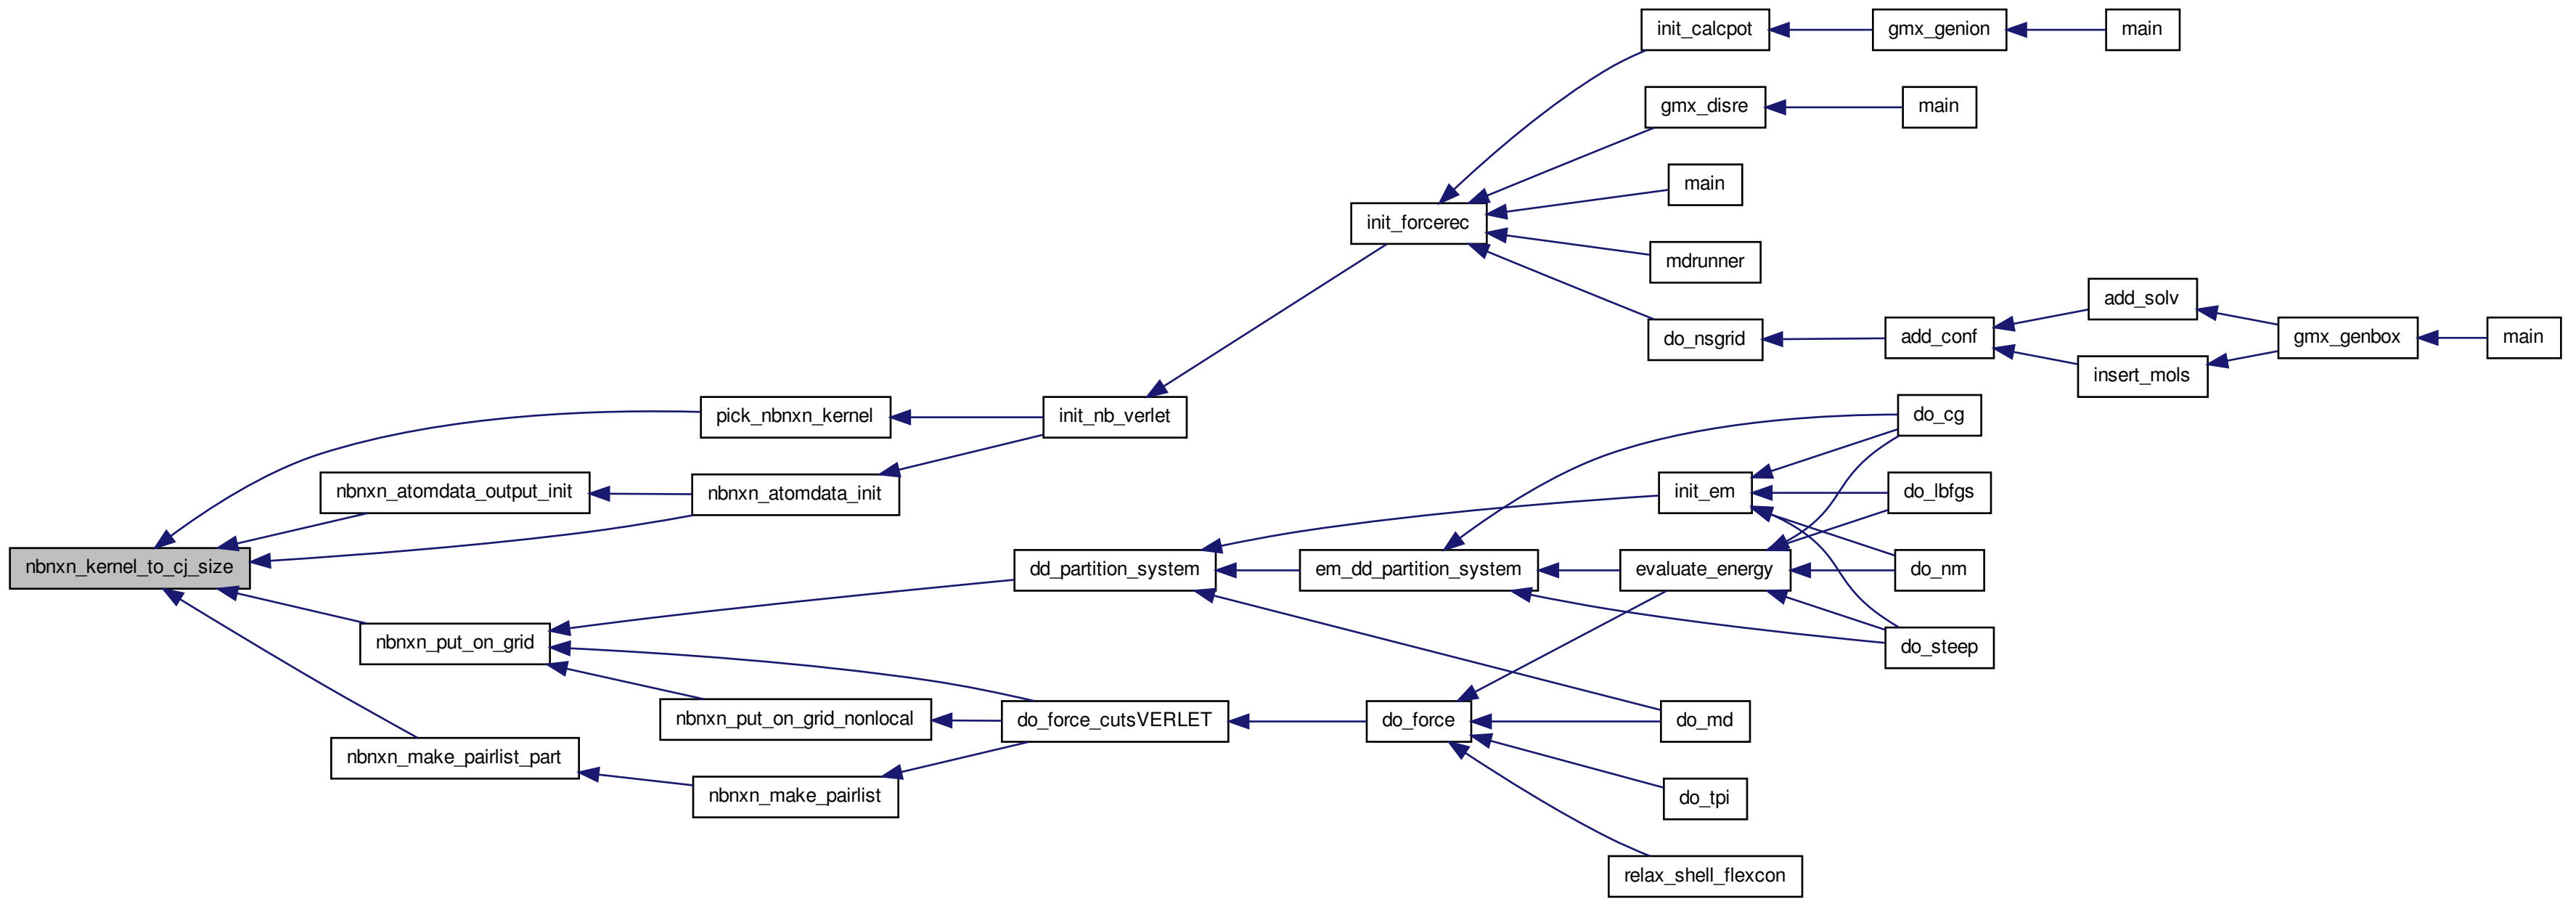 init_calcpot
gmx_genion
main
gmx_disre
main
main
init_forcerec
mdrunner
add_solv
do_nsgrid
add_conf
gmx_genbox
main
insert_mols
pick_nbnxn_kernel
init_nb_verlet
do_cg
nbnxn_atomdata_output_init
nbnxn_atomdata_init
init_em
do_lbfgs
nbnxn_kernel_to_cj_size
dd_partition_system
em_dd_partition_system
evaluate_energy
do_nm
nbnxn_put_on_grid
do_steep
nbnxn_put_on_grid_nonlocal
do_force_cutsVERLET
do_force
do_md
nbnxn_make_pairlist_part
nbnxn_make_pairlist
do_tpi
relax_shell_flexcon